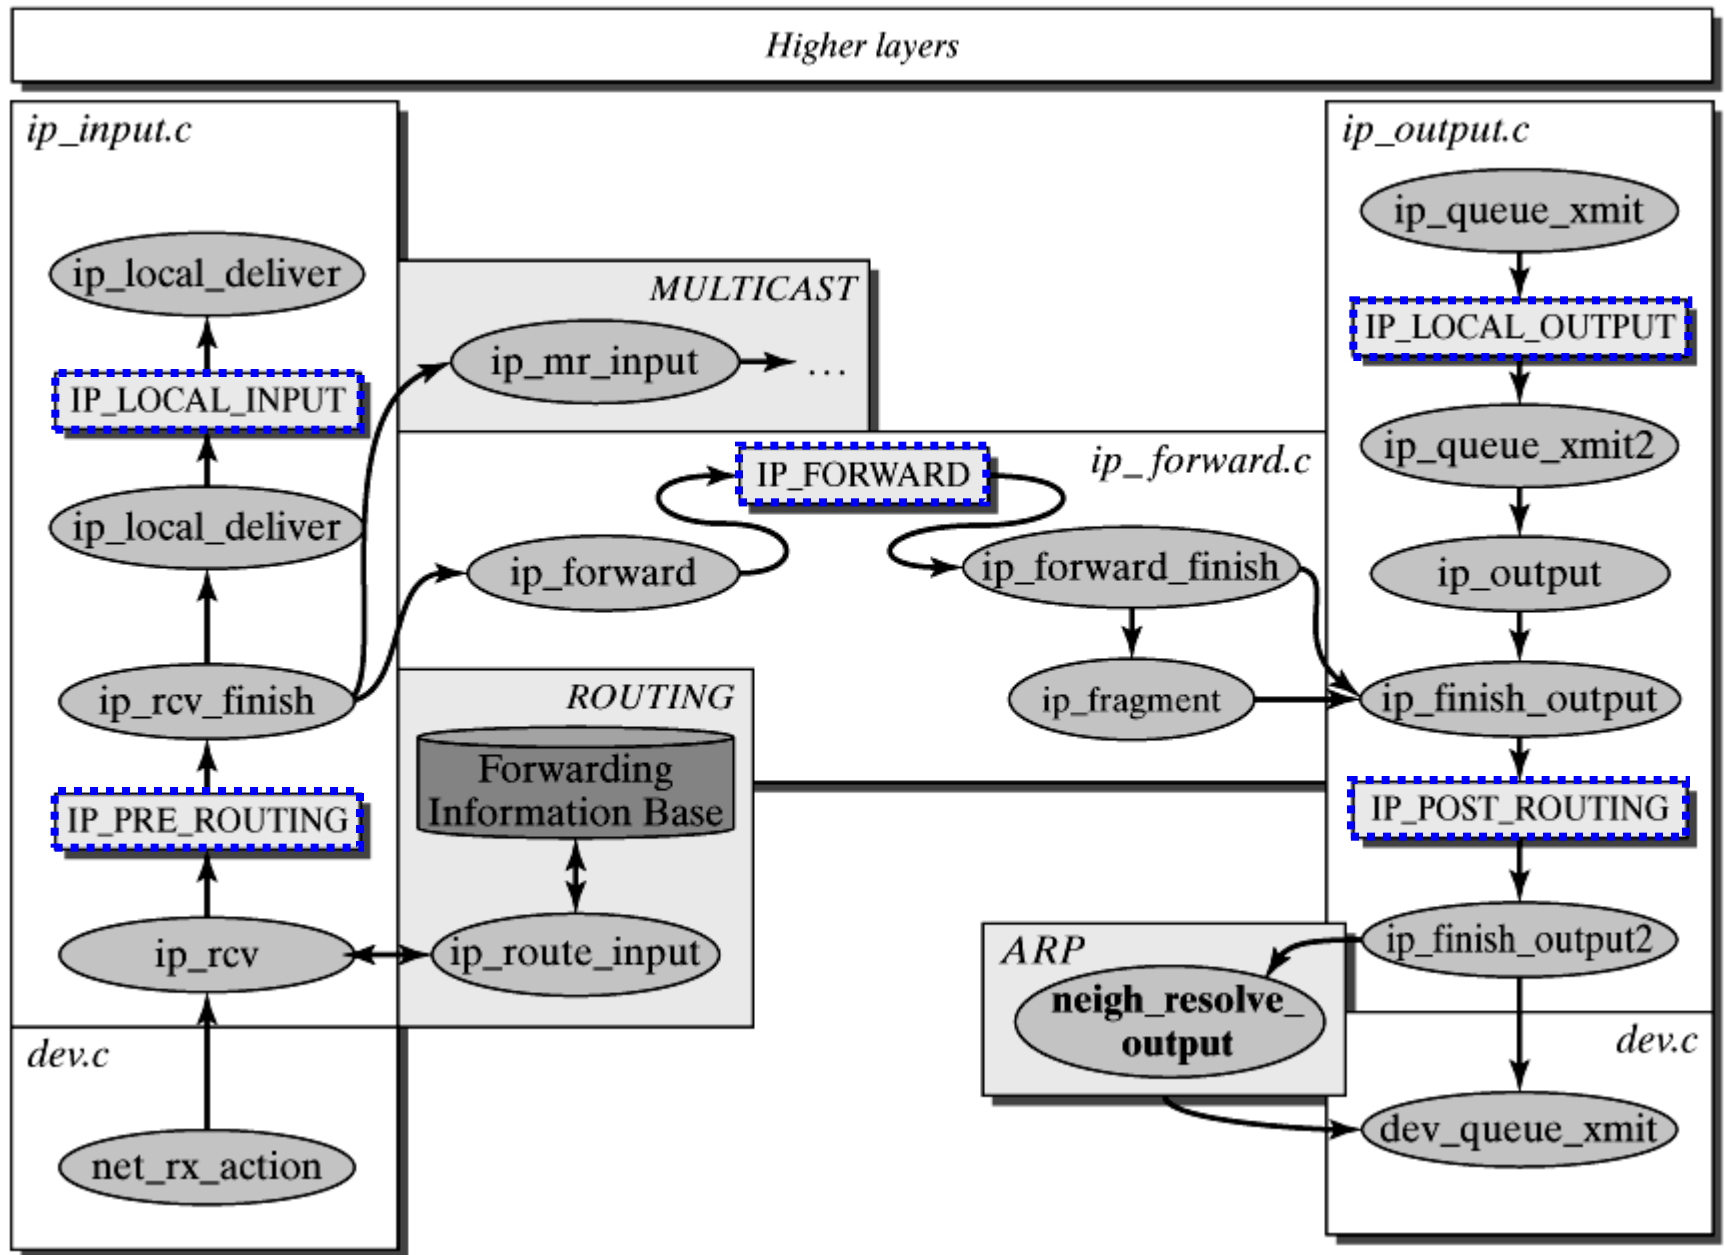 Higher layers
ip_input.c
ip_local_deliver
IP_LOCAL_INPUT
ip_local_deliver
ip_rcv_finish
IP_PRE_ROUTING
ip_rcv
dev.c
net_rx_action
MULTICAST
ip_mr_input
...
ip_forward.c
IP_FORWARD
ip_forward
ip_forward_finish
ip_fragment
ROUTING
Forwarding
Information Base
ip_route_input
ARP
neigh_resolve_
output
ip_output.c
ip_queue_xmit
IP_LOCAL_OUTPUT
ip_queue_xmit2
ip_output
ip_finish_output
IP_POST_ROUTING
ip_finish_output2
dev.c
dev_queue_xmit